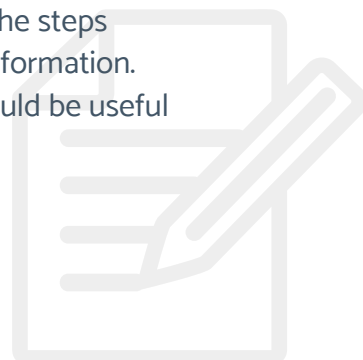 he steps
formation.
uld be useful